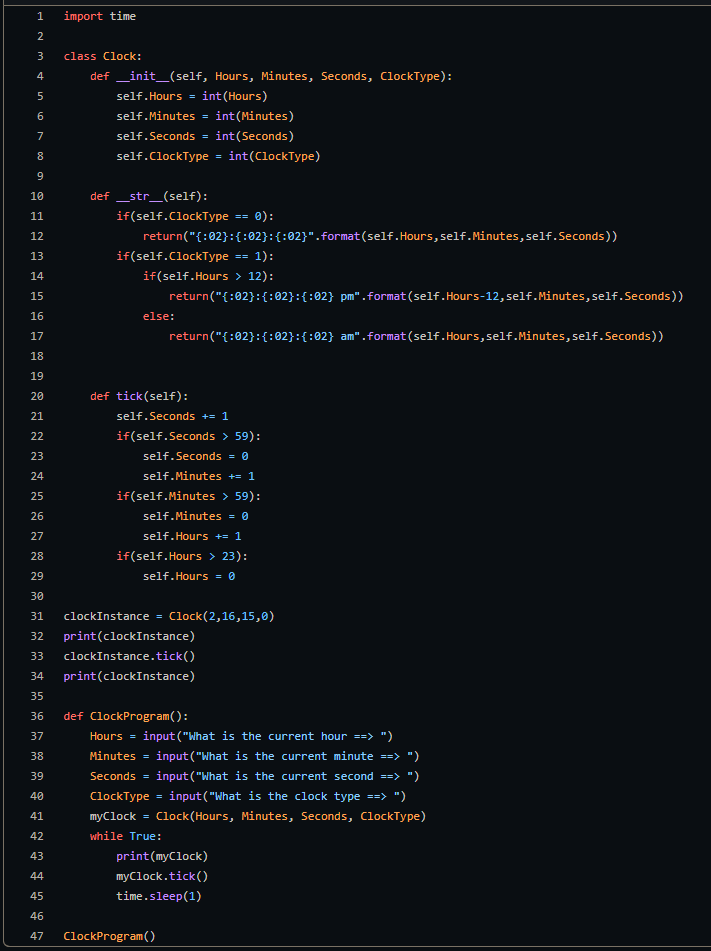 1 import time
2
3 class Clock:
4     def __init__(self, Hours, Minutes, Seconds, ClockType):
5         self.Hours = int(Hours)
6         self.Minutes = int(Minutes)
7         self.Seconds = int(Seconds)
8         self.ClockType = int(ClockType)
9
10     def __str__(self):
11         if(self.ClockType == 0):
12             return("{:02}:{:02}:{:02}".format(self.Hours,self.Minutes,self.Seconds))
13         if(self.ClockType == 1):
14             if(self.Hours > 12):
15                 return("{:02}:{:02}:{:02} pm".format(self.Hours-12,self.Minutes,self.Seconds))
16             else:
17                 return("{:02}:{:02}:{:02} am".format(self.Hours,self.Minutes,self.Seconds))
18
19
20     def tick(self):
21         self.Seconds += 1
22         if(self.Seconds > 59):
23             self.Seconds = 0
24             self.Minutes += 1
25         if(self.Minutes > 59):
26             self.Minutes = 0
27             self.Hours += 1
28         if(self.Hours > 23):
29             self.Hours = 0
30
31 clockInstance = Clock(2,16,15,0)
32 print(clockInstance)
33 clockInstance.tick()
34 print(clockInstance)
35
36 def ClockProgram():
37     Hours = input("What is the current hour ==> ")
38     Minutes = input("What is the current minute ==> ")
39     Seconds = input("What is the current second ==> ")
40     ClockType = input("What is the clock type ==> ")
41     myClock = Clock(Hours, Minutes, Seconds, ClockType)
42     while True:
43         print(myClock)
44         myClock.tick()
45         time.sleep(1)
46
47 ClockProgram()